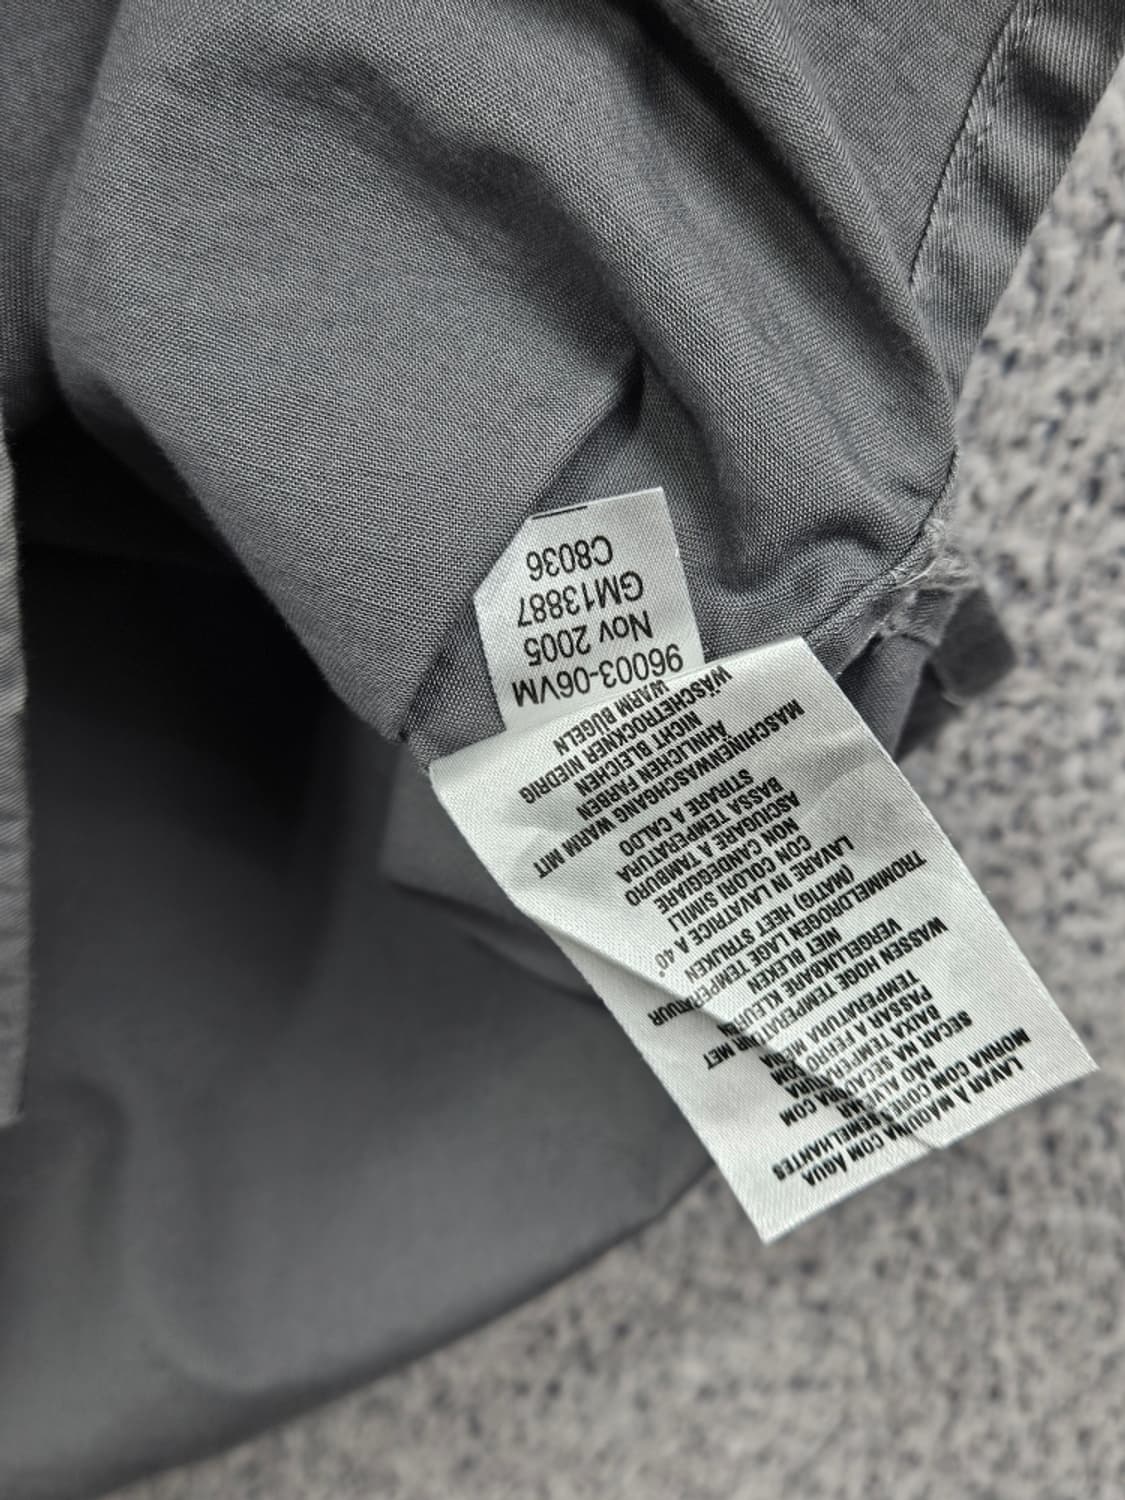 LAVAR À MÁQUINA COM ÁGUA
MORNA COM CORES SEMELHANTES
NÃO ALVEJAR
SECAR NA SECADORA COM
BAIXA TEMPERATURA
PASSAR A FERRO COM
TEMPERATURA MÉDIA
WASSEN HOGE TEMPERATUUR MET
VERGELIJKBARE KLEUREN
NIET BLEKEN
TROMMELDROGEN LAGE TEMPERATUUR
(MATIG) HEET STRIJKEN
LAVARE IN LAVATRICE A 40°
CON COLORI SIMILI
NON CANDEGGIARE
ASCIUGARE A TAMBURO
BASSA TEMPERATURA
STIRARE A CALDO
MASCHINENWASCHGANG WARM MIT
ÄHNLICHEN FARBEN
NICHT BLEICHEN
WÄSCHETROCKNER NIEDRIG
WARM BÜGELN
96003-06VM
Nov 2005
GM13887
C8036